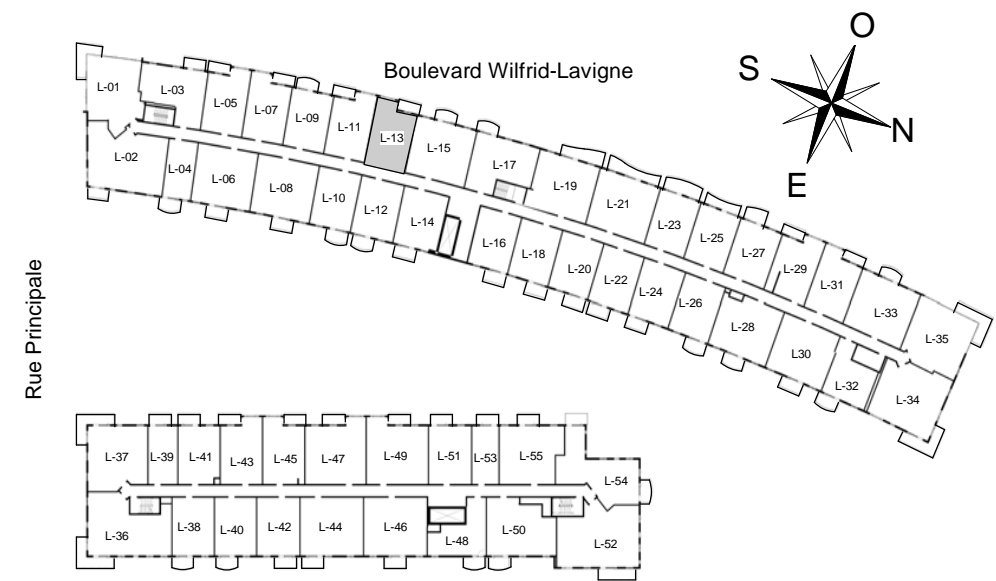 O
Boulevard Wilfrid-Lavigne
S
N
E
Rue Principale
L-01
L-03
L-05
L-07
L-09
L-11
L-13
L-15
L-17
L-19
L-21
L-23
L-25
L-27
L-29
L-31
L-33
L-35
L-02
L-04
L-06
L-08
L-10
L-12
L-14
L-16
L-18
L-20
L-22
L-24
L-26
L-28
L30
L-32
L-34
L-37
L-39
L-41
L-43
L-45
L-47
L-49
L-51
L-53
L-55
L-54
L-36
L-38
L-40
L-42
L-44
L-46
L-48
L-50
L-52